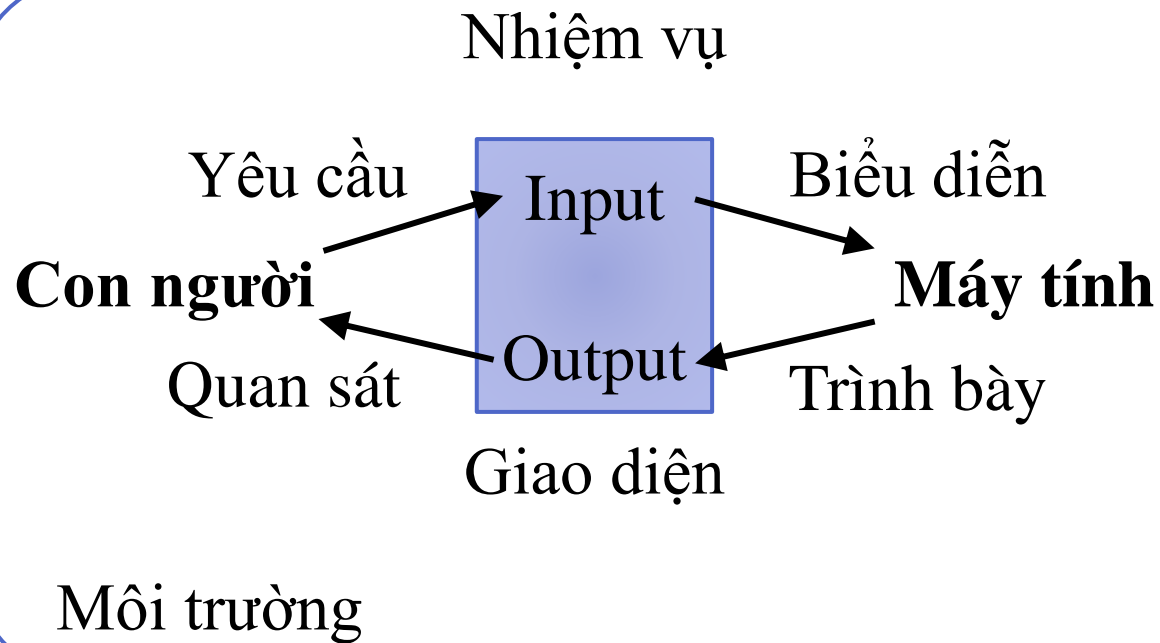 Nhiệm vụ
Yêu cầu
Input
Biểu diễn
Con người
Máy tính
Quan sát
Output
Trình bày
Giao diện
Môi trường